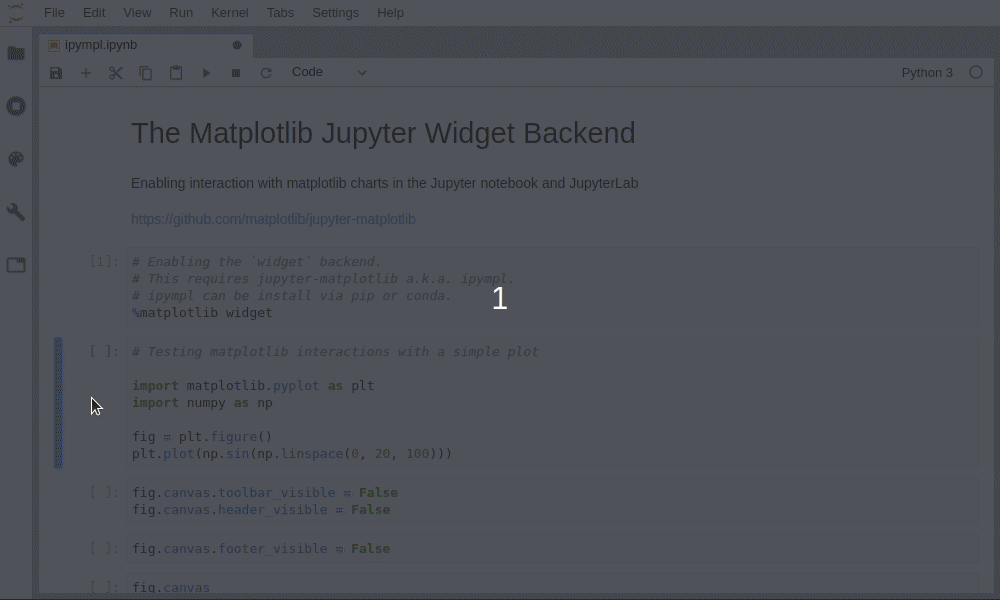 File Edit View Run Kernel Tabs Settings Help
ipympl.ipynb
Code
Python 3
The Matplotlib Jupyter Widget Backend
Enabling interaction with matplotlib charts in the Jupyter notebook and JupyterLab
https://github.com/matplotlib/jupyter-matplotlib
[1]: # Enabling the `widget` backend.
# This requires jupyter-matplotlib a.k.a. ipympl.
# ipympl can be install via pip or conda.
1
%matplotlib widget
[ ]: # Testing matplotlib interactions with a simple plot
import matplotlib.pyplot as plt
import numpy as np
fig = plt.figure()
plt.plot(np.sin(np.linspace(0, 20, 100)))
[ ]: fig.canvas.toolbar_visible = False
fig.canvas.header_visible = False
[ ]: fig.canvas.footer_visible = False
[ ]: fig.canvas